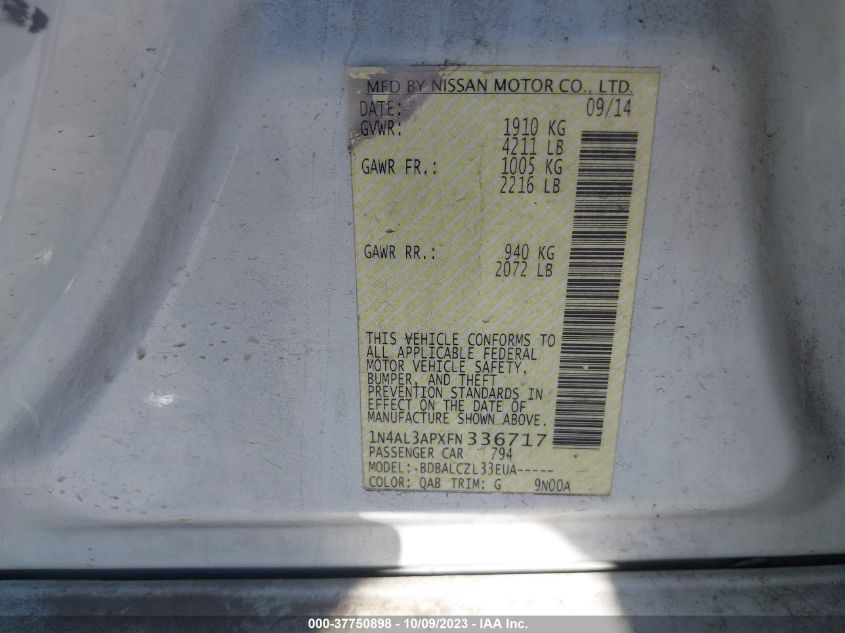 MFD BY NISSAN MOTOR CO., LTD.
DATE: 09/14
GVWR: 1910 KG
4211 LB
GAWR FR.: 1005 KG
2216 LB
GAWR RR.: 940 KG
2072 LB
THIS VEHICLE CONFORMS TO
ALL APPLICABLE FEDERAL
MOTOR VEHICLE SAFETY,
BUMPER, AND THEFT
PREVENTION STANDARDS IN
EFFECT ON THE DATE OF
MANUFACTURE SHOWN ABOVE.
1N4AL3APXFN336717
PASSENGER CAR 794
MODEL: BDBALCZL33EUA-----
COLOR: QAB TRIM: G 9N00A
000-37750898 - 10/09/2023 - IAA Inc.